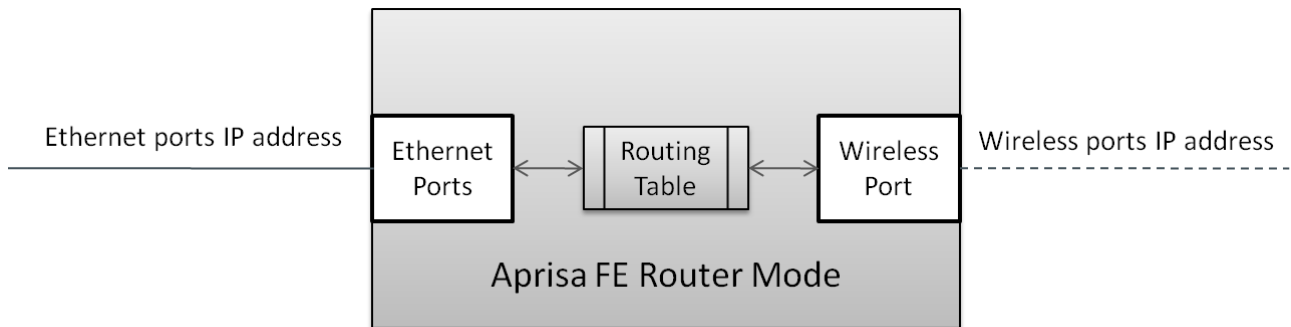 Ethernet ports IP address
Ethernet
Ports
Routing
Table
Wireless
Port
Wireless ports IP address
Aprisa FE Router Mode